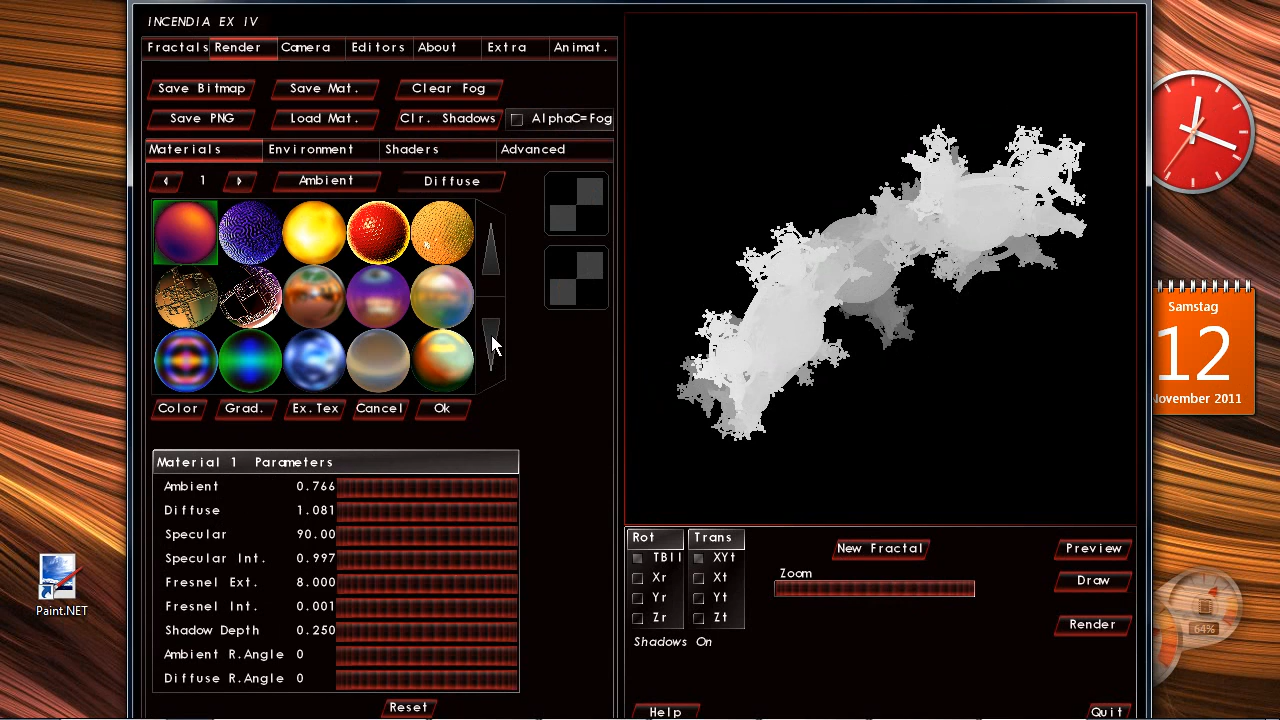 INCENDIA EX IV
Fractals Render Camera Editors About Extra Animat.
Save Bitmap Save Mat. Clear Fog
Save PNG Load Mat. Clr. Shadows AlphaC=Fog
Materials Environment Shaders Advanced
1 Ambient Diffuse
Color Grad. Ex.Tex Cancel Ok
Material 1 Parameters
Ambient 0.766
Diffuse 1.081
Specular 90.00
Specular Int. 0.997
Fresnel Ext. 8.000
Fresnel Int. 0.001
Shadow Depth 0.250
Ambient R.Angle 0
Diffuse R.Angle 0
Reset
Rot Trans
TBll XYt
Xr Xt
Yr Yt
Zr Zt
Shadows On
New Fractal
Zoom
Preview
Draw
Render
Help
Quit
Samstag
12
November 2011
Paint.NET
64%